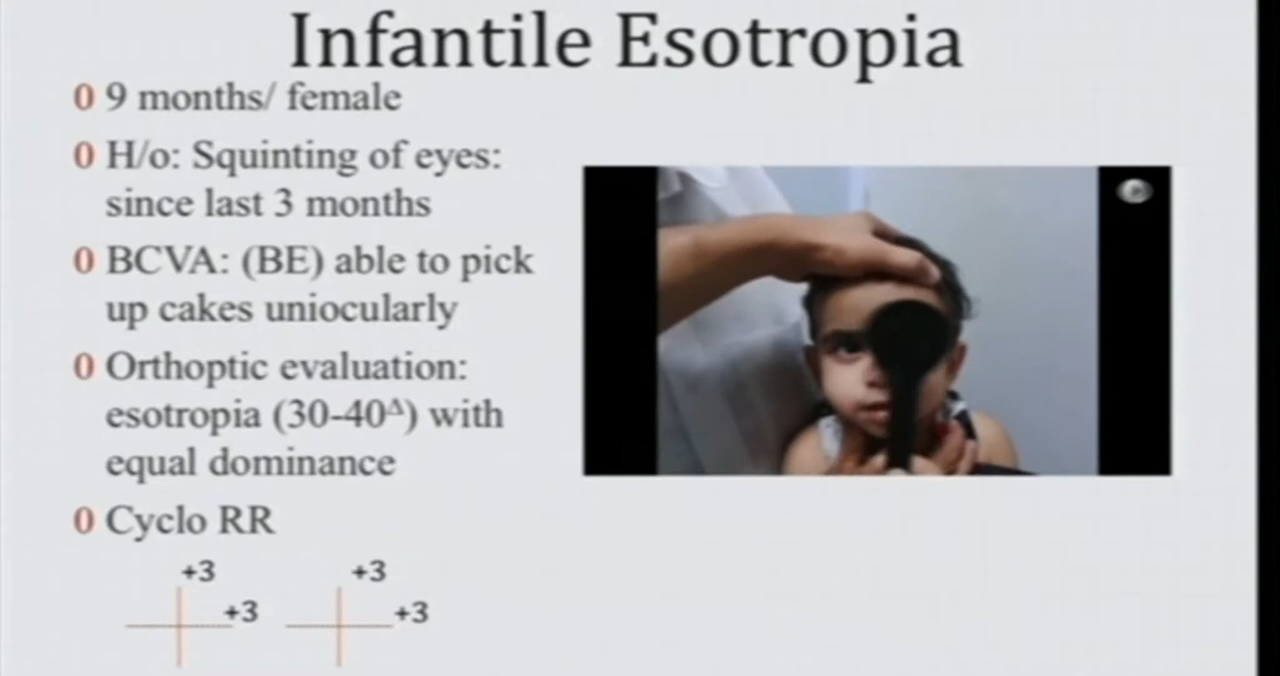 Infantile Esotropia
0 9 months/ female
0 H/o: Squinting of eyes:
since last 3 months
0 BCVA: (BE) able to pick
up cakes uniocularly
0 Orthoptic evaluation:
esotropia (30-40Δ) with
equal dominance
0 Cyclo RR
+3 +3
+3 +3